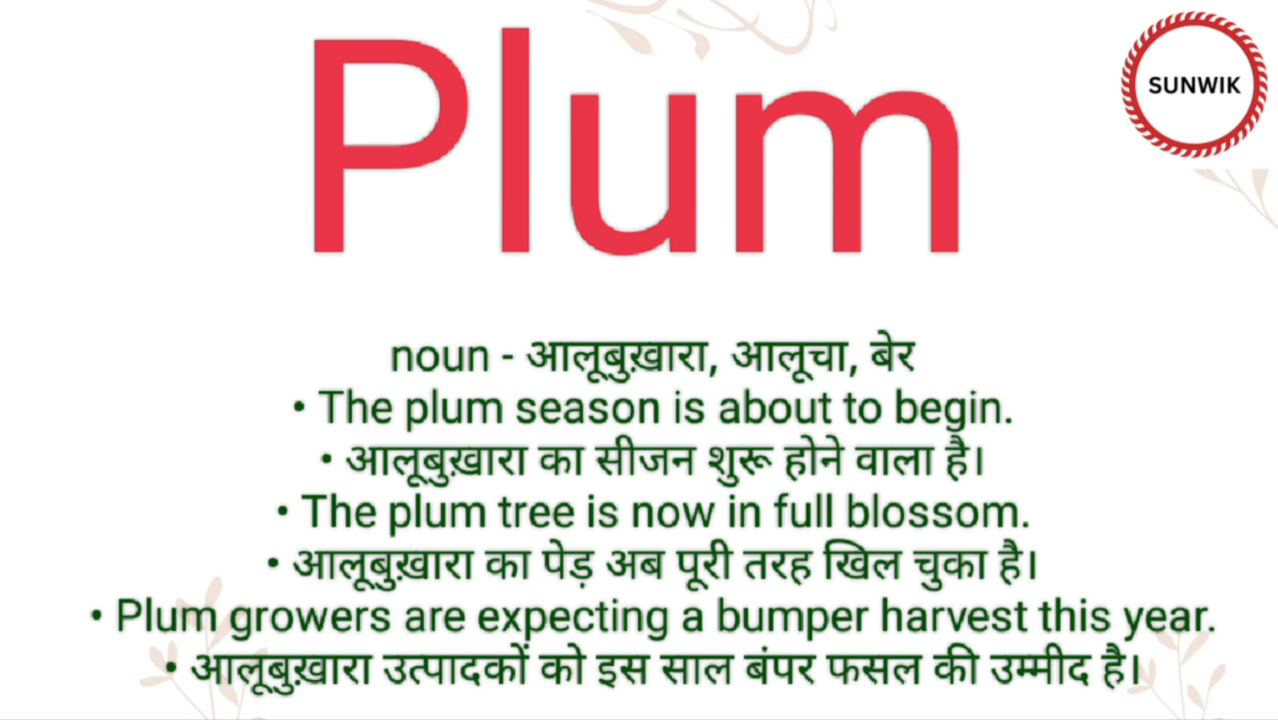 Plum
SUNWIK
noun - आलूबुख़ारा, आलूचा, बेर
• The plum season is about to begin.
• आलूबुख़ारा का सीजन शुरू होने वाला है।
• The plum tree is now in full blossom.
• आलूबुख़ारा का पेड़ अब पूरी तरह खिल चुका है।
• Plum growers are expecting a bumper harvest this year.
• आलूबुख़ारा उत्पादकों को इस साल बंपर फसल की उम्मीद है।